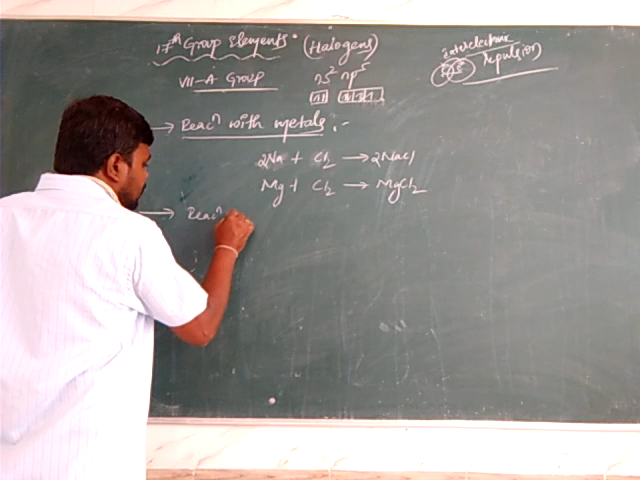 17th Group Elements (Halogens)
VII-A Group ns² np⁵
interelectronic
repulsion
→ Reacⁿ with metals :-
2Na + Cl₂ → 2NaCl
Mg + Cl₂ → MgCl₂
→ Reacⁿ